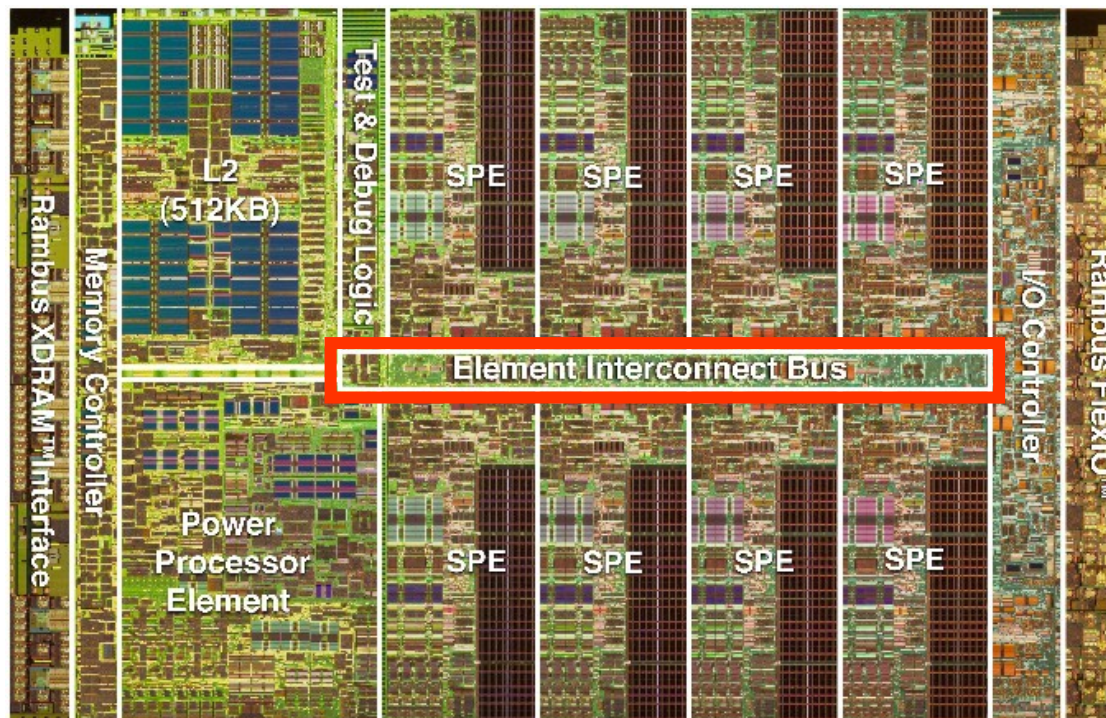 Rambus XDRAM™ Interface
Memory Controller
L2
(512KB)
Test & Debug Logic
SPE
SPE
SPE
SPE
I/O Controller
Rambus FlexIO™
Element Interconnect Bus
Power
Processor
Element
SPE
SPE
SPE
SPE